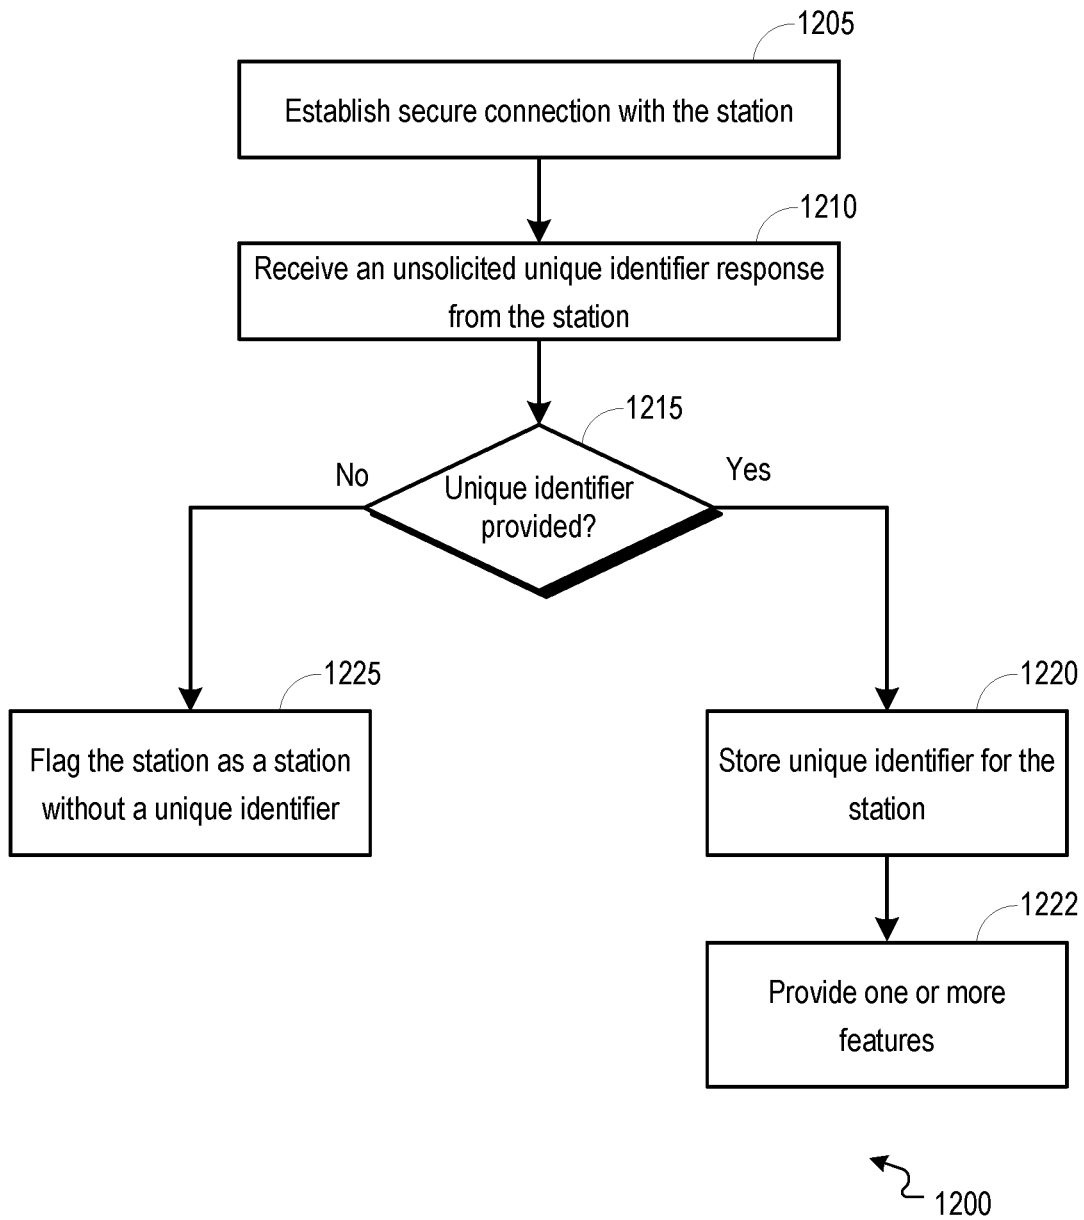 1205
Establish secure connection with the station
1210
Receive an unsolicited unique identifier response
from the station
1215
No
Yes
Unique identifier
provided?
1225
Flag the station as a station
without a unique identifier
1220
Store unique identifier for the
station
1222
Provide one or more
features
1200